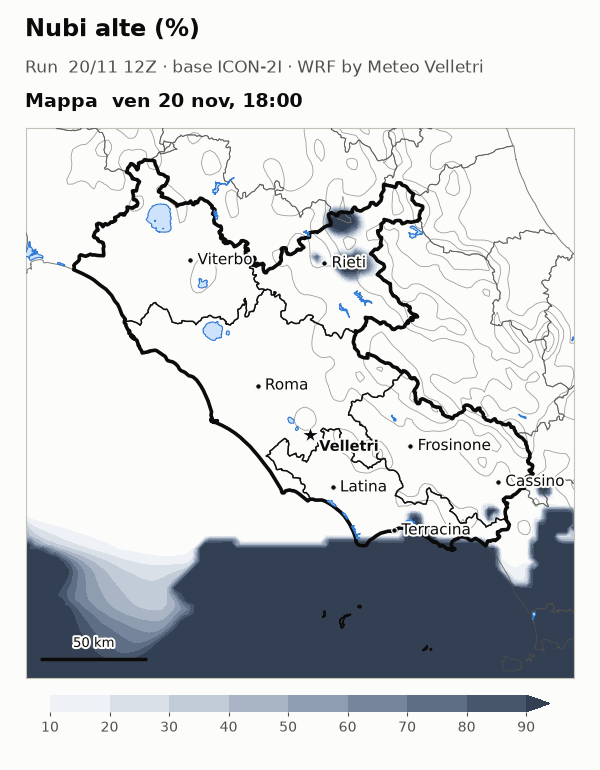 Nubi alte (%)
Run  20/11 12Z · base ICON-2I · WRF by Meteo Velletri
Mappa  ven 20 nov, 18:00
Viterbo
Rieti
Roma
Velletri
Frosinone
Cassino
Latina
Terracina
50 km
10 20 30 40 50 60 70 80 90